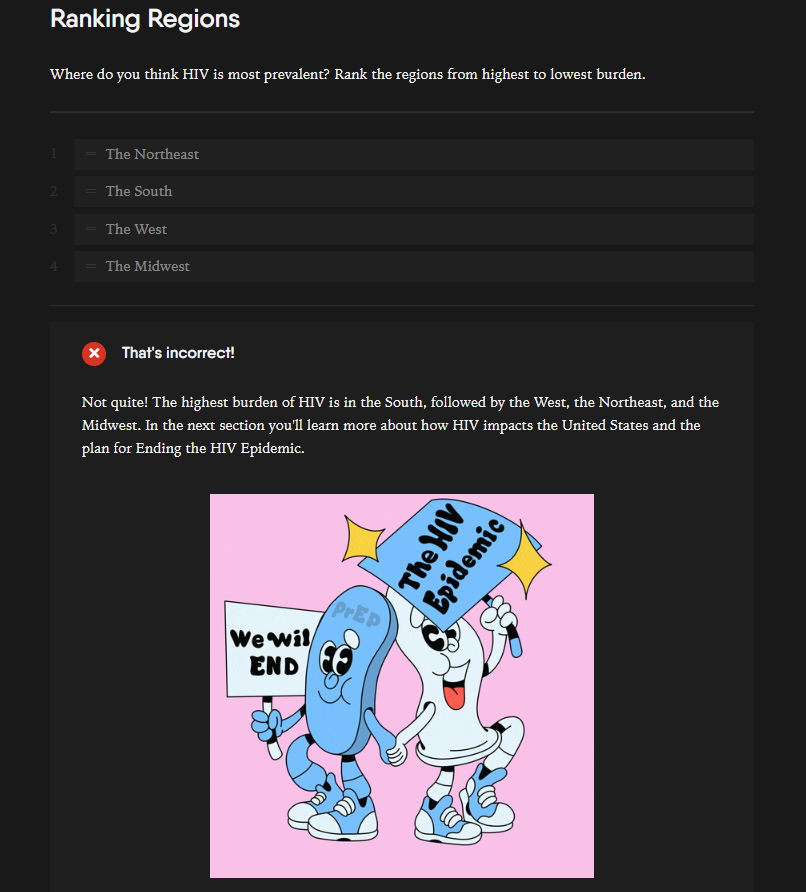 Ranking Regions
Where do you think HIV is most prevalent? Rank the regions from highest to lowest burden.
1 = The Northeast
2 = The South
3 = The West
4 = The Midwest
That's incorrect!
Not quite! The highest burden of HIV is in the South, followed by the West, the Northeast, and the
Midwest. In the next section you'll learn more about how HIV impacts the United States and the
plan for Ending the HIV Epidemic.
The HIV
Epidemic
PrEP
We wil
END